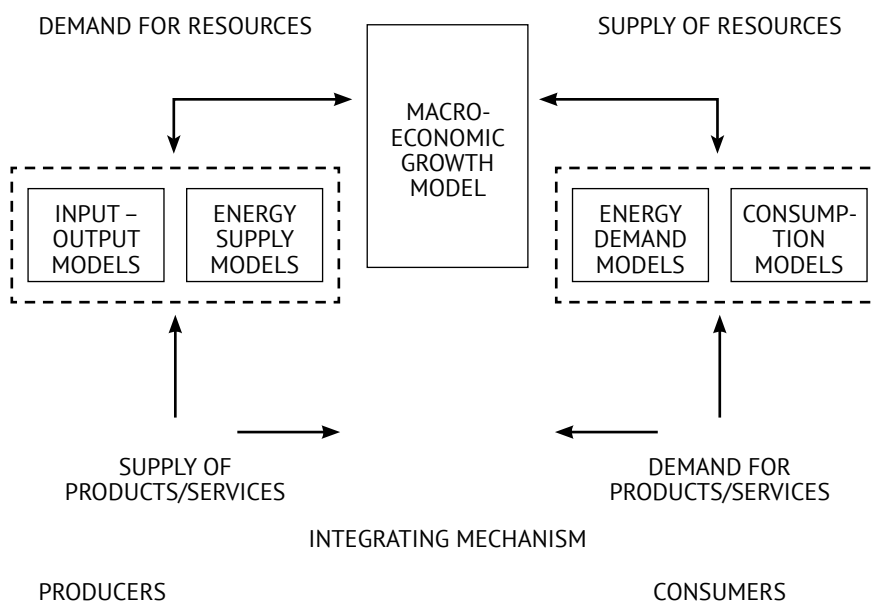 DEMAND FOR RESOURCES
SUPPLY OF RESOURCES
MACRO-
ECONOMIC
GROWTH
MODEL
INPUT –
OUTPUT
MODELS
ENERGY
SUPPLY
MODELS
ENERGY
DEMAND
MODELS
CONSUMP-
TION
MODELS
SUPPLY OF
PRODUCTS/SERVICES
DEMAND FOR
PRODUCTS/SERVICES
INTEGRATING MECHANISM
PRODUCERS
CONSUMERS